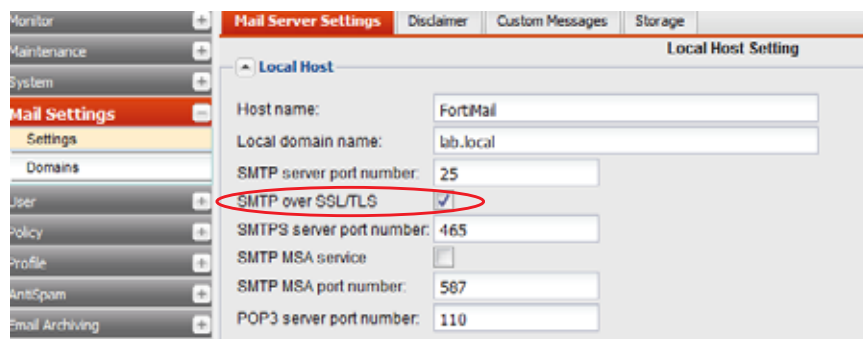 Monitor
Maintenance
System
Mail Settings
Settings
Domains
User
Policy
Profile
AntiSpam
Email Archiving
Mail Server Settings Disclaimer Custom Messages Storage
Local Host Setting
Local Host
Host name: FortiMail
Local domain name: lab.local
SMTP server port number: 25
SMTP over SSL/TLS
SMTPS server port number: 465
SMTP MSA service
SMTP MSA port number: 587
POP3 server port number: 110